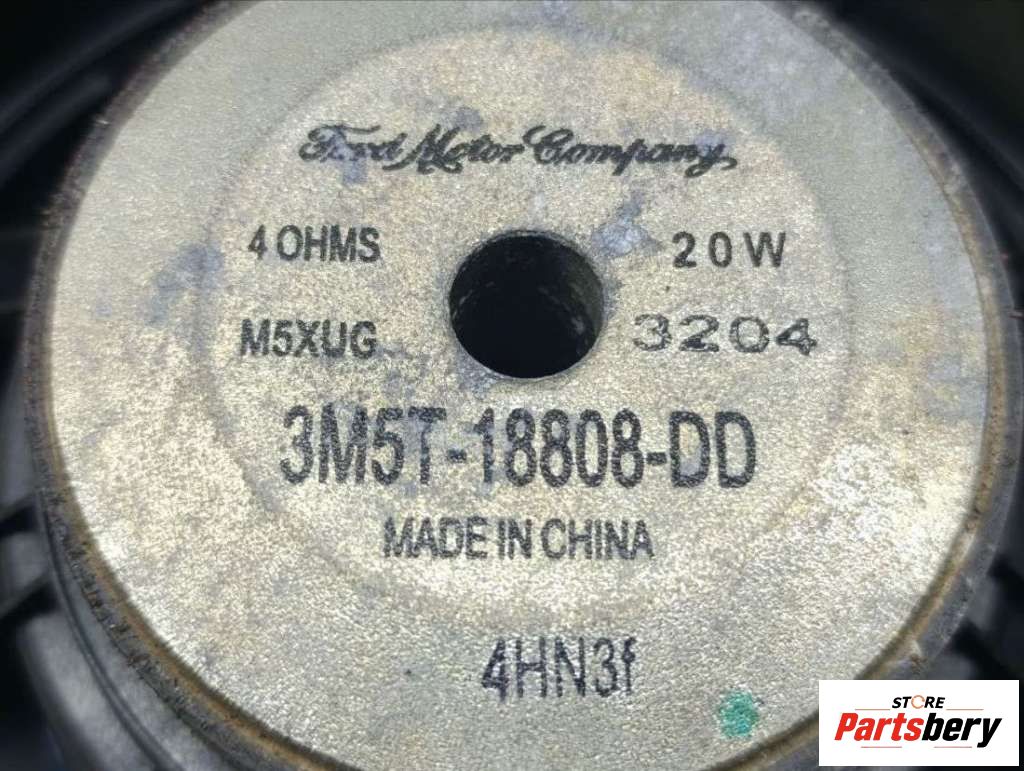 Ford Motor Company
4 OHMS 20W
M5XUG 3204
3M5T-18808-DD
MADE IN CHINA
4HN3f
STORE
Partsbery